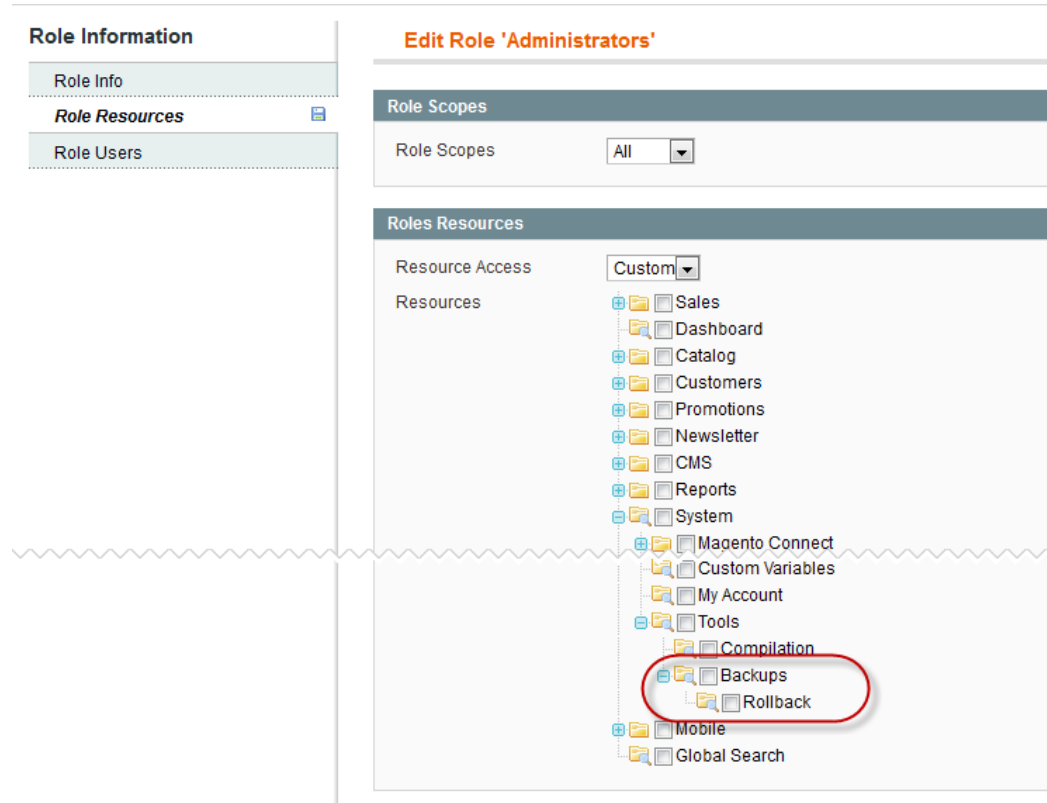 Role Information
Role Info
Role Resources
Role Users
Edit Role 'Administrators'
Role Scopes
Role Scopes All
Roles Resources
Resource Access Custom
Resources
Sales
Dashboard
Catalog
Customers
Promotions
Newsletter
CMS
Reports
System
Magento Connect
Custom Variables
My Account
Tools
Compilation
Backups
Rollback
Mobile
Global Search